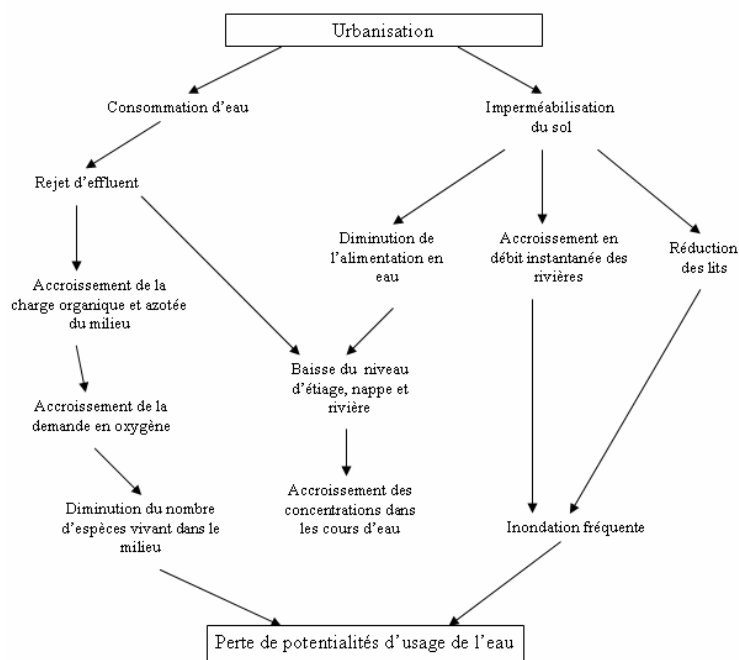 Urbanisation
Consommation d'eau
Imperméabilisation
du sol
Rejet d'effluent
Diminution de
l'alimentation en
eau
Accroissement en
débit instantanée des
rivières
Réduction
des lits
Accroissement de la
charge organique et azotée
du milieu
Baisse du niveau
d'étiage, nappe et
rivière
Accroissement de la
demande en oxygène
Accroissement des
concentrations dans
les cours d'eau
Diminution du nombre
d'espèces vivant dans le
milieu
Inondation fréquente
Perte de potentialités d'usage de l'eau